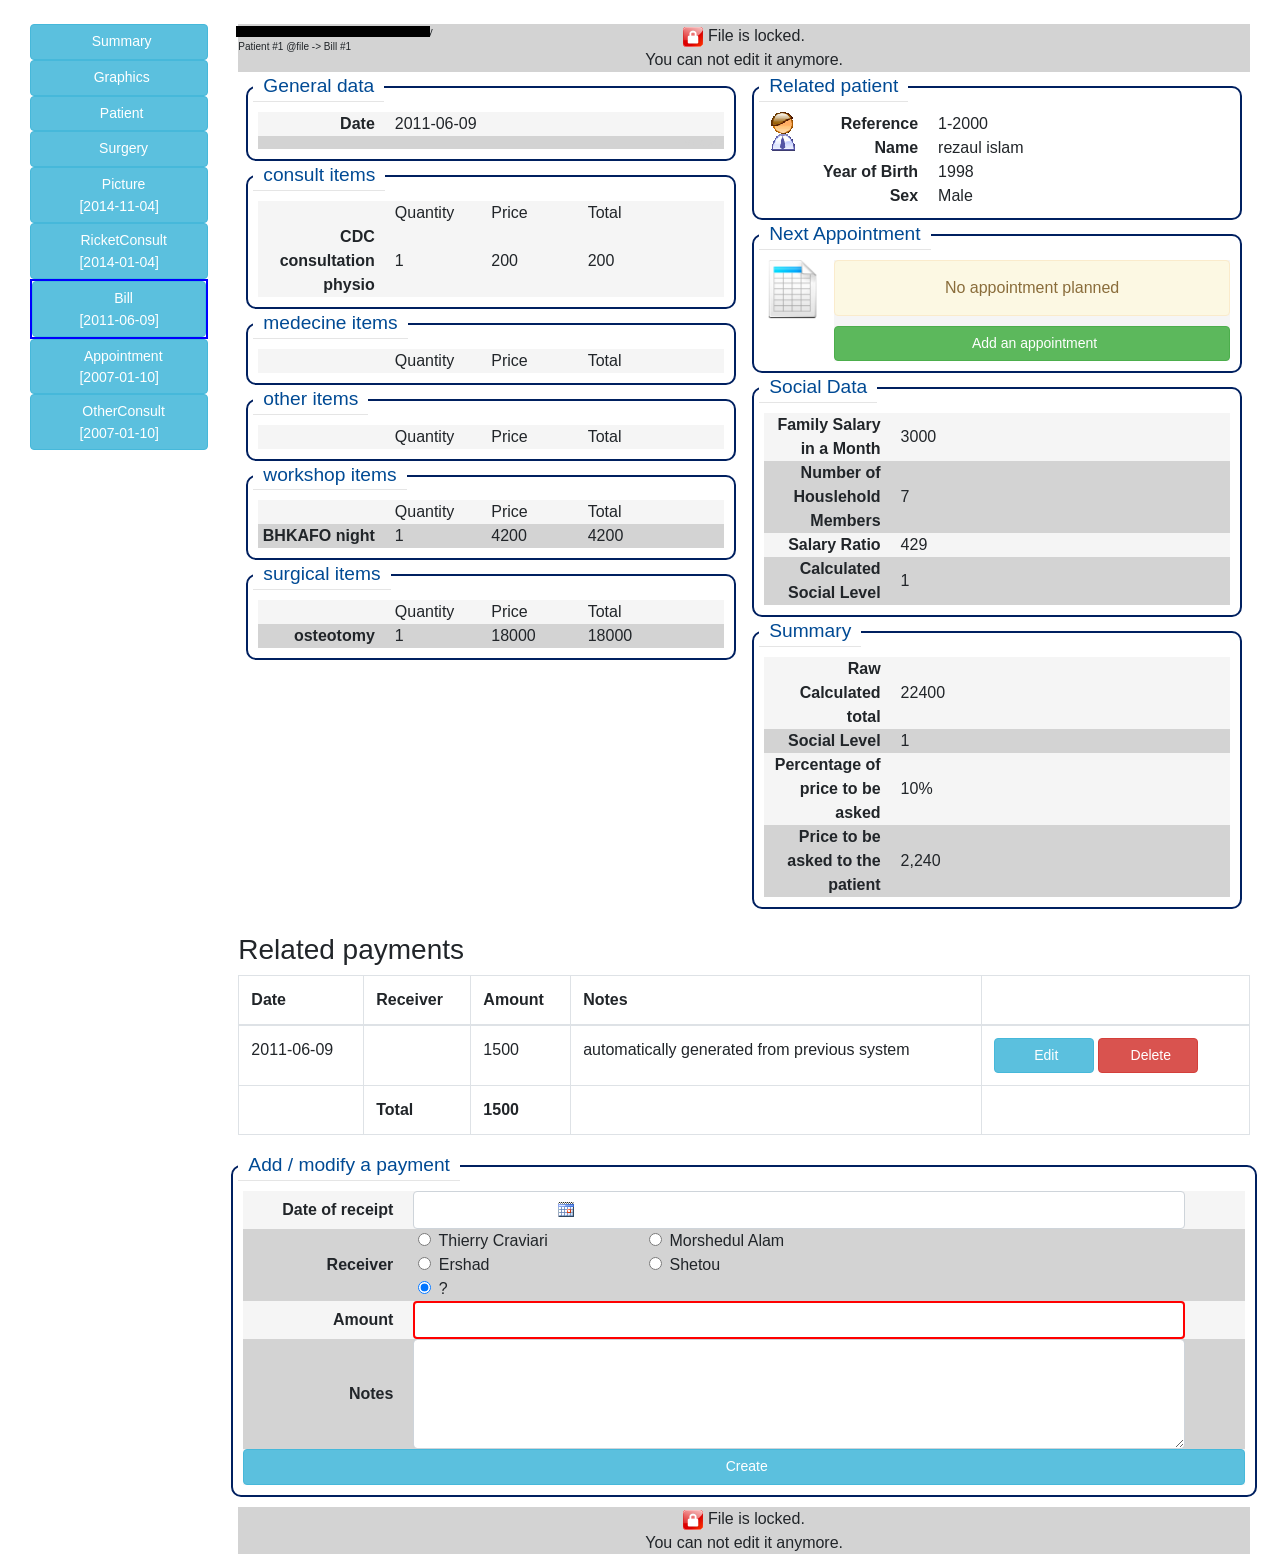 Summary
Graphics
Patient
Surgery
Picture
[2014-11-04]
RicketConsult
[2014-01-04]
Bill
[2011-06-09]
Appointment
[2007-01-10]
OtherConsult
[2007-01-10]
Patient #1 @file -> Bill #1
File is locked.
You can not edit it anymore.
General data
Date 2011-06-09
consult items
Quantity Price Total
CDC
consultation 1 200 200
physio
medecine items
Quantity Price Total
other items
Quantity Price Total
workshop items
Quantity Price Total
BHKAFO night 1 4200 4200
surgical items
Quantity Price Total
osteotomy 1 18000 18000
Related patient
Reference 1-2000
Name rezaul islam
Year of Birth 1998
Sex Male
Next Appointment
No appointment planned
Add an appointment
Social Data
Family Salary
in a Month 3000
Number of
Houslehold 7
Members
Salary Ratio 429
Calculated
Social Level 1
Summary
Raw
Calculated 22400
total
Social Level 1
Percentage of
price to be 10%
asked
Price to be
asked to the 2,240
patient
Related payments
Date Receiver Amount Notes
2011-06-09 1500 automatically generated from previous system Edit Delete
Total 1500
Add / modify a payment
Date of receipt
Thierry Craviari Morshedul Alam
Receiver Ershad Shetou
?
Amount
Notes
Create
File is locked.
You can not edit it anymore.